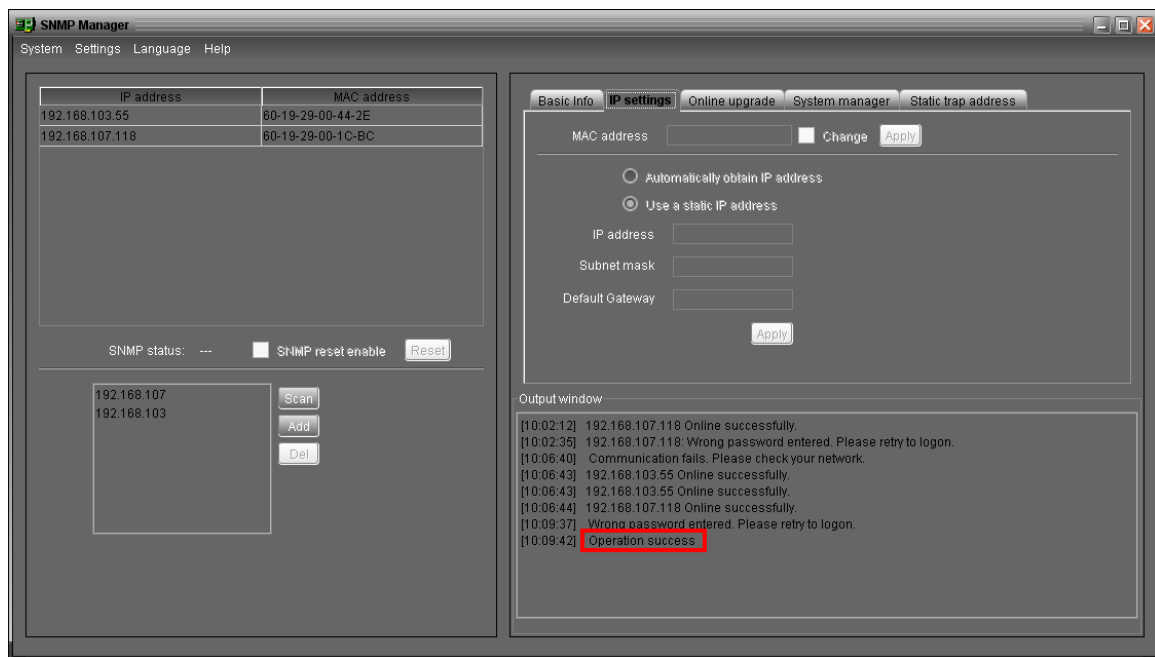 SNMP Manager
System Settings Language Help
IP address MAC address
192.168.103.55 60-19-29-00-44-2E
192.168.107.118 60-19-29-00-1C-BC
SNMP status: --- SNMP reset enable Reset
192.168.107
192.168.103
Scan
Add
Del
Basic Info IP settings Online upgrade System manager Static trap address
MAC address Change Apply
Automatically obtain IP address
Use a static IP address
IP address
Subnet mask
Default Gateway
Apply
Output window
[10:02:12] 192.168.107.118 Online successfully.
[10:02:35] 192.168.107.118: Wrong password entered. Please retry to logon.
[10:06:40] Communication fails. Please check your network.
[10:06:43] 192.168.103.55 Online successfully.
[10:06:43] 192.168.103.55 Online successfully.
[10:06:44] 192.168.107.118 Online successfully.
[10:09:37] Wrong password entered. Please retry to logon.
[10:09:42] Operation success